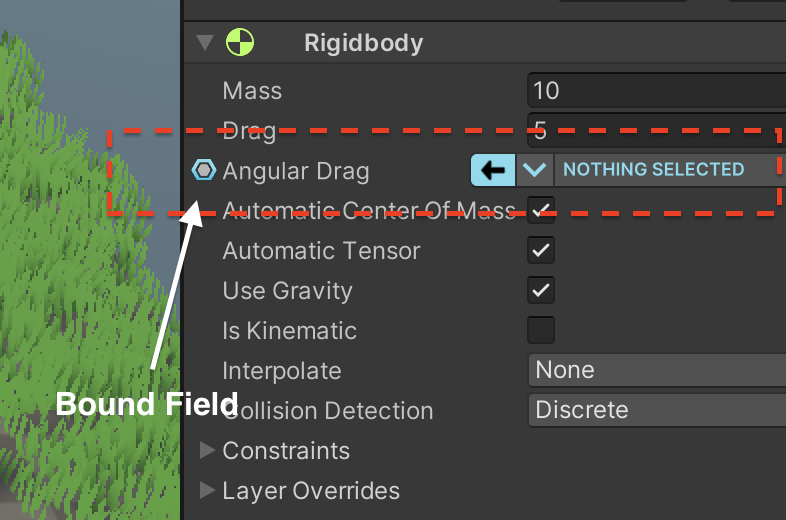 Rigidbody
Mass 10
Drag 5
Angular Drag NOTHING SELECTED
Automatic Center Of Mass
Automatic Tensor
Use Gravity
Is Kinematic
Interpolate None
Bound Field
Collision Detection Discrete
Constraints
Layer Overrides